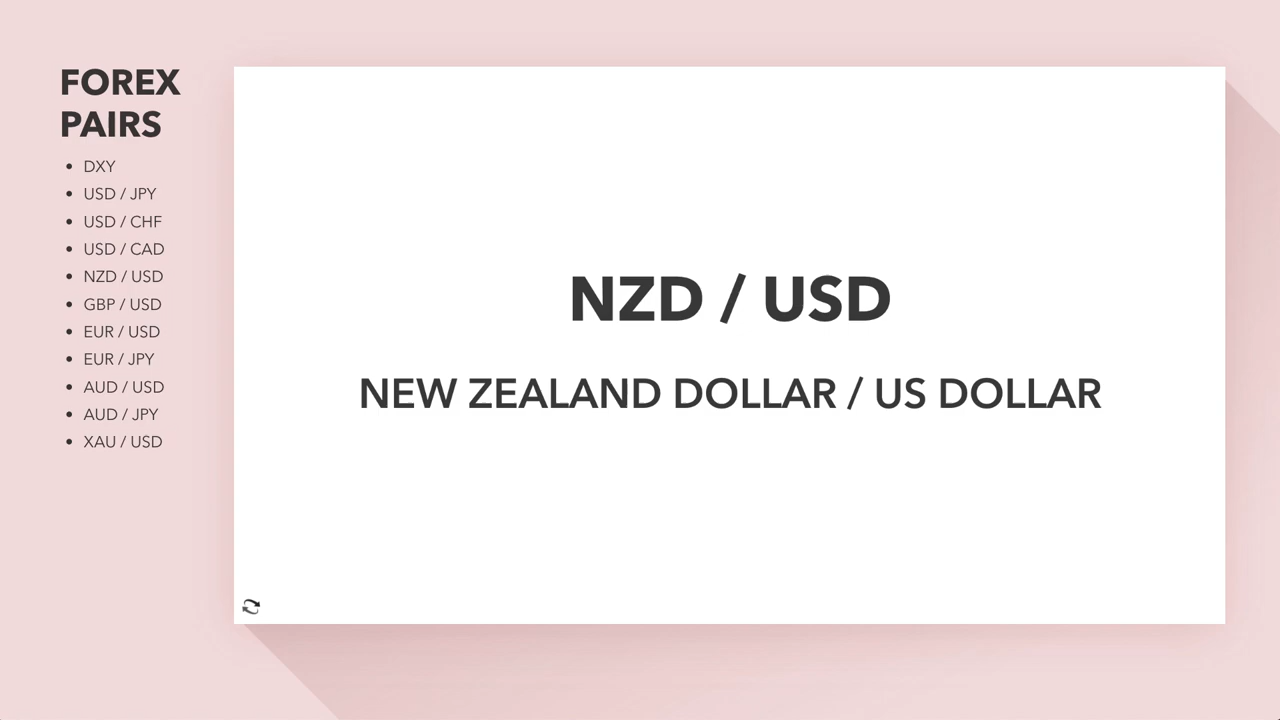 FOREX
PAIRS
• DXY
• USD / JPY
• USD / CHF
• USD / CAD
• NZD / USD
• GBP / USD
• EUR / USD
• EUR / JPY
• AUD / USD
• AUD / JPY
• XAU / USD
NZD / USD
NEW ZEALAND DOLLAR / US DOLLAR